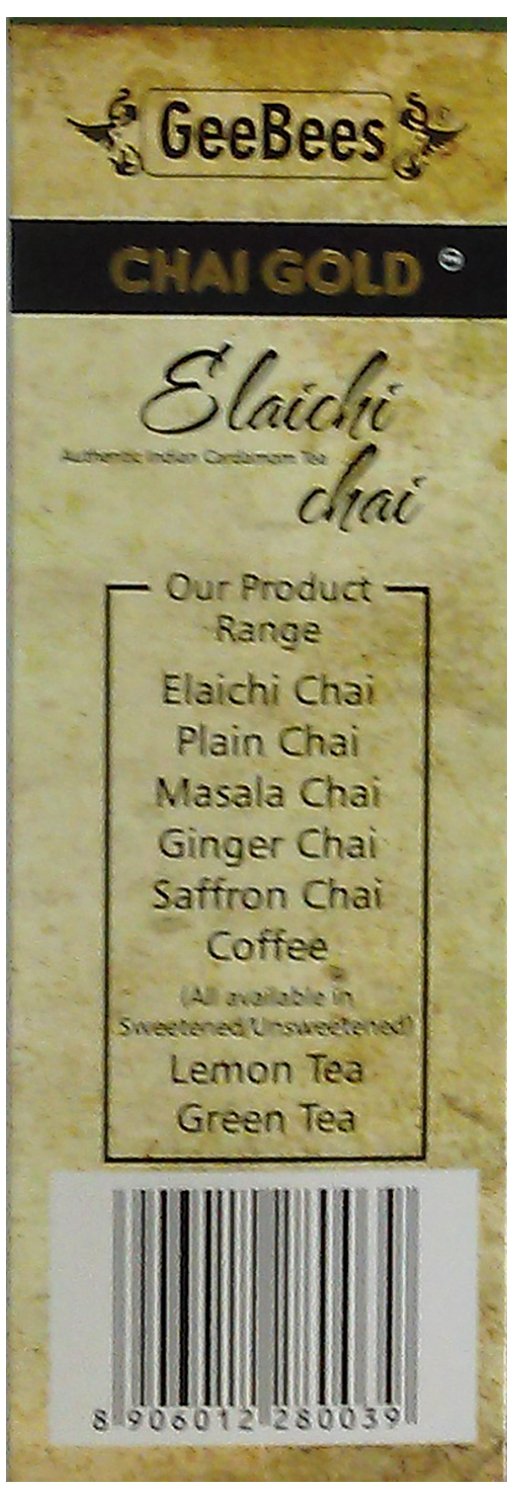 GeeBees
CHAI GOLD
Elaichi
Authentic Indian Cardamom Tea
chai
Our Product
Range
Elaichi Chai
Plain Chai
Masala Chai
Ginger Chai
Saffron Chai
Coffee
(All available in
Sweetened/Unsweetened)
Lemon Tea
Green Tea
8 906012 280039